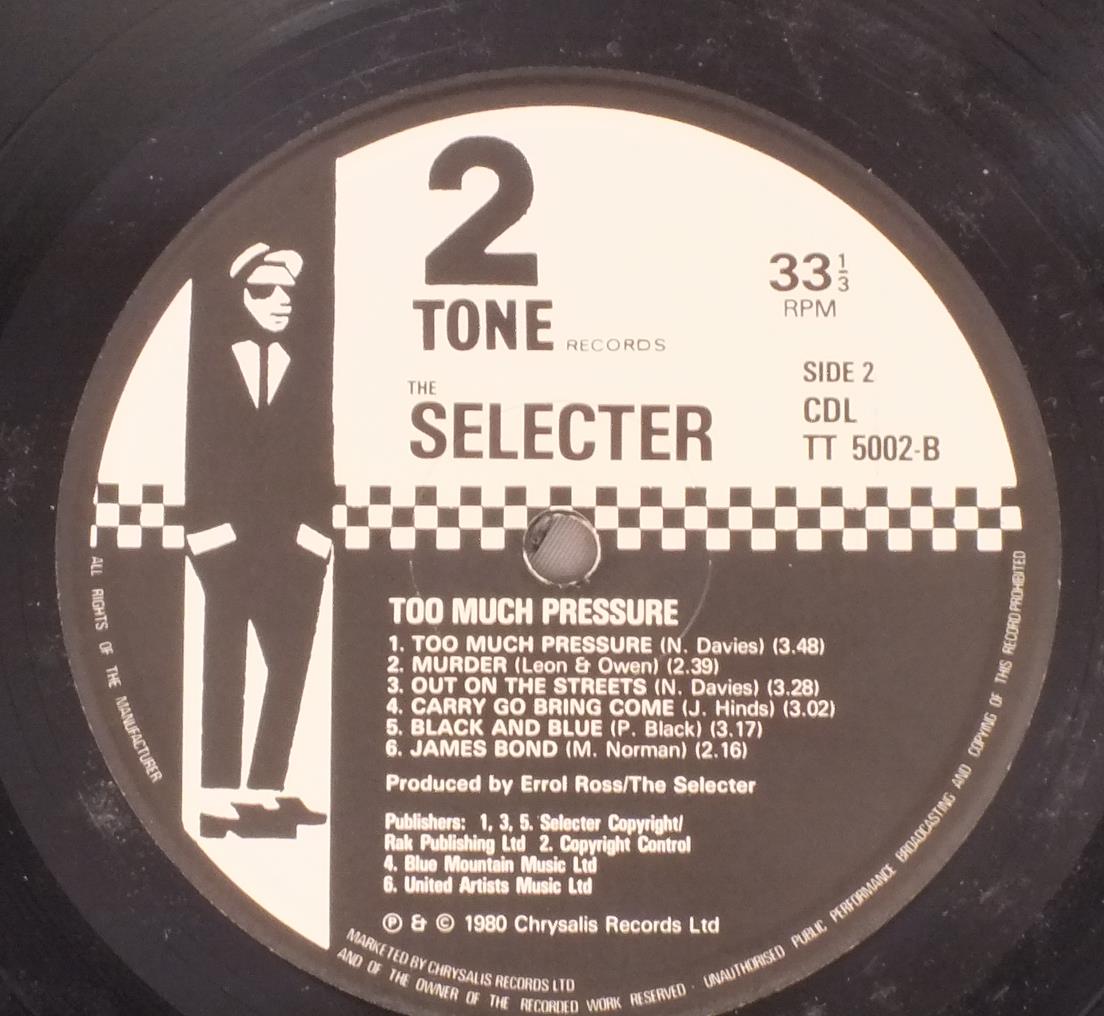 2
TONE RECORDS
33 1/3
RPM
THE
SELECTER
SIDE 2
CDL
TT 5002-B
TOO MUCH PRESSURE
1. TOO MUCH PRESSURE (N. Davies) (3.48)
2. MURDER (Leon & Owen) (2.39)
3. OUT ON THE STREETS (N. Davies) (3.28)
4. CARRY GO BRING COME (J. Hinds) (3.02)
5. BLACK AND BLUE (P. Black) (3.17)
6. JAMES BOND (M. Norman) (2.16)
Produced by Errol Ross/The Selecter
Publishers: 1, 3, 5. Selecter Copyright/
Rak Publishing Ltd 2. Copyright Control
4. Blue Mountain Music Ltd
6. United Artists Music Ltd
℗ & © 1980 Chrysalis Records Ltd
MARKETED BY CHRYSALIS RECORDS LTD
ALL RIGHTS OF THE MANUFACTURER AND OF THE OWNER OF THE RECORDED WORK RESERVED · UNAUTHORISED PUBLIC PERFORMANCE BROADCASTING AND COPYING OF THIS RECORD PROHIBITED